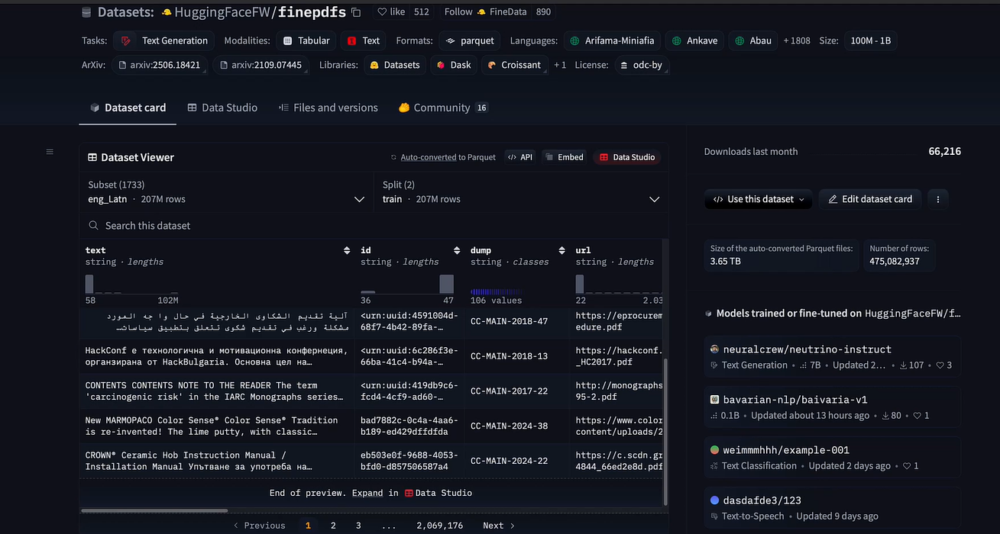 Datasets: HuggingFaceFW/finepdfs like 512 Follow FineData 890
Tasks: Text Generation Modalities: Tabular Text Formats: parquet Languages: Arifama-Miniafia Ankave Abau + 1808 Size: 100M - 1B
ArXiv: arxiv:2506.18421 arxiv:2109.07445 Libraries: Datasets Dask Croissant + 1 License: odc-by
Dataset card Data Studio Files and versions Community 16
Dataset Viewer Auto-converted to Parquet API Embed Data Studio
Subset (1733)
eng_Latn · 207M rows
Split (2)
train · 207M rows
Search this dataset
text id dump url
string · lengths string · lengths string · classes string · lengths
58 102M 36 47 106 values 22 2.03
آلية تقديم الشكاوى الخارجية في حال وا جه المورد
مشكلة ورغب في تقديم شكوى تتعلق بتطبيق سياسات…
<urn:uuid:4591004d-
68f7-4b42-89fa-…
CC-MAIN-2018-47
https://eprocurem
edure.pdf
HackConf е технологична и мотивационна конференция,
организирана от HackBulgaria. Основна цел на…
<urn:uuid:6c286f3e-
66ba-41c4-b94a-…
CC-MAIN-2018-13
https://hackconf.
_HC2017.pdf
CONTENTS CONTENTS NOTE TO THE READER The term
'carcinogenic risk' in the IARC Monographs series…
<urn:uuid:419db9c6-
fcd4-4cf9-ad60-…
CC-MAIN-2017-22
http://monographs
95-2.pdf
New MARMOPACO Color Sense® Color Sense® Tradition
is re-invented! The lime putty, with classic…
bad7882c-0c4a-4aa6-
b189-ed429dffdfda
CC-MAIN-2024-38
https://www.color
content/uploads/2
CROWN® Ceramic Hob Instruction Manual /
Installation Manual Упътване за употреба на…
eb503e0f-9688-4053-
bfd0-d857506587a4
CC-MAIN-2024-22
https://c.scdn.gr
4844_66ed2e8d.pdf
End of preview. Expand in Data Studio
Previous 1 2 3 ... 2,069,176 Next
Downloads last month 66,216
Use this dataset Edit dataset card
Size of the auto-converted Parquet files:
3.65 TB
Number of rows:
475,082,937
Models trained or fine-tuned on HuggingFaceFW/f…
neuralcrew/neutrino-instruct
Text Generation • 7B • Updated 2… • 107 • 3
bavarian-nlp/baivaria-v1
0.1B • Updated about 13 hours ago • 80 • 1
weimmmhhh/example-001
Text Classification • Updated 2 days ago • 1
dasdafde3/123
Text-to-Speech • Updated 9 days ago